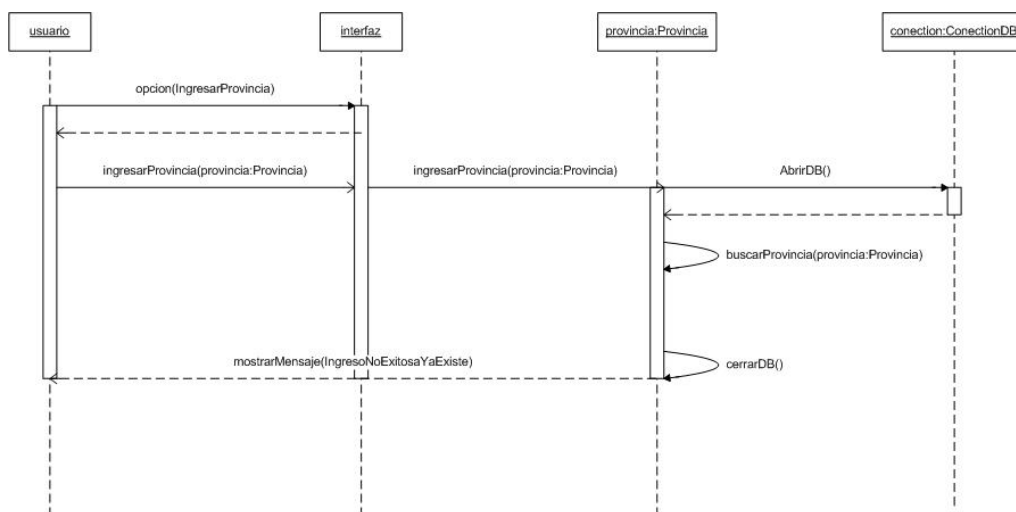 usuario
interfaz
provincia:Provincia
conection:ConectionDB
opcion(IngresarProvincia)
ingresarProvincia(provincia:Provincia)
ingresarProvincia(provincia:Provincia)
AbrirDB()
buscarProvincia(provincia:Provincia)
mostrarMensaje(IngresoNoExitosaYaExiste)
cerrarDB()